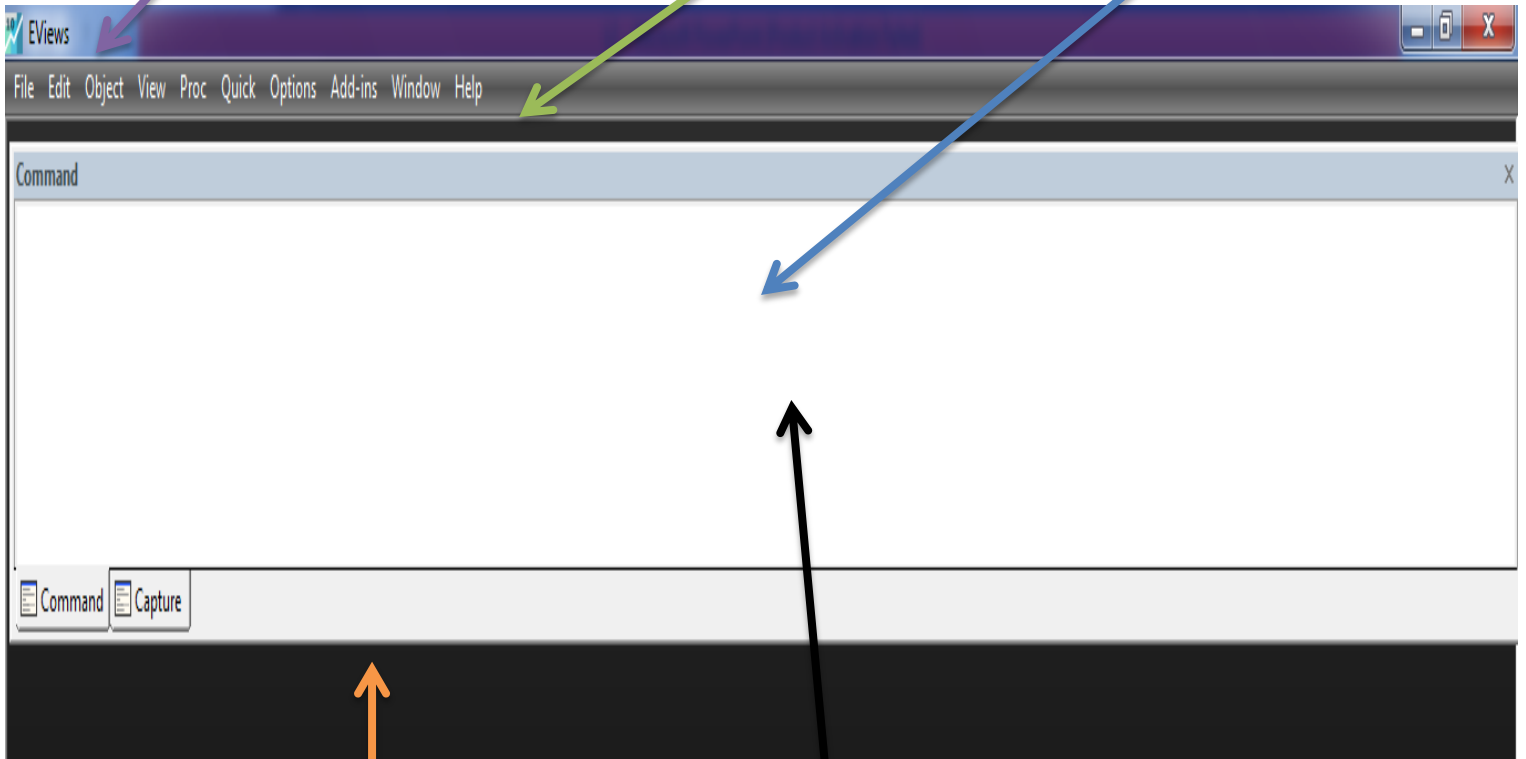 EViews
File Edit Object View Proc Quick Options Add-ins Window Help
Command X
Command Capture